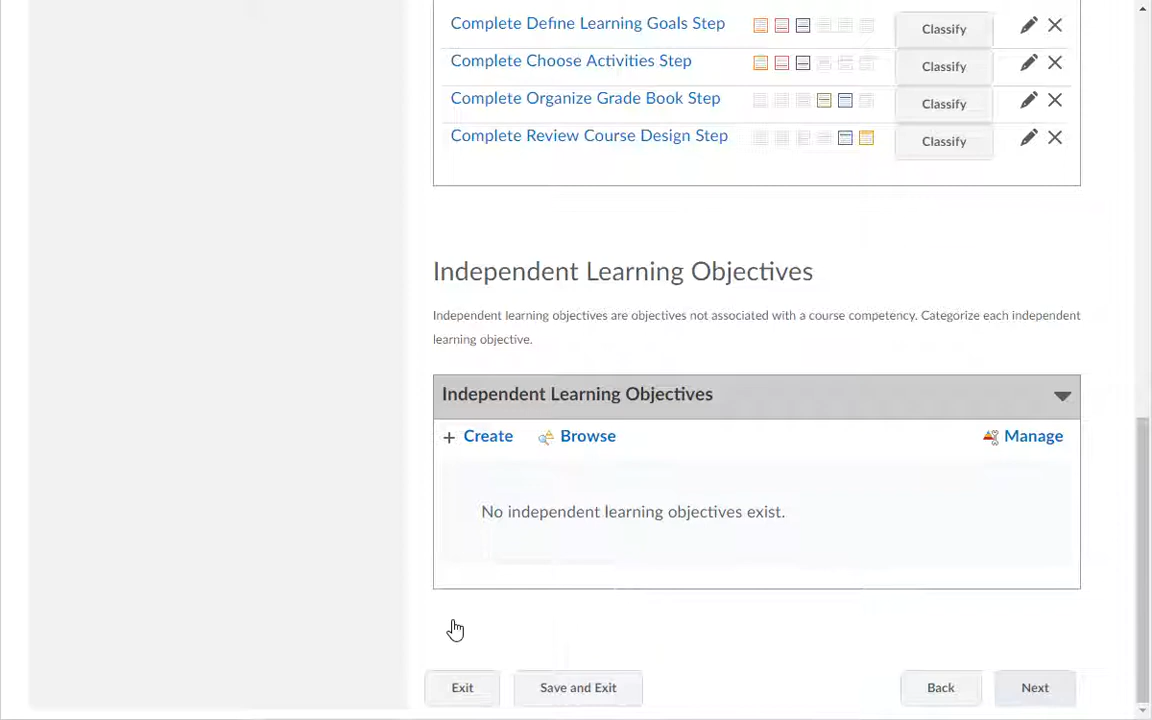 Complete Define Learning Goals Step Classify
Complete Choose Activities Step Classify
Complete Organize Grade Book Step Classify
Complete Review Course Design Step Classify
Independent Learning Objectives
Independent learning objectives are objectives not associated with a course competency. Categorize each independent
learning objective.
Independent Learning Objectives
Create Browse Manage
No independent learning objectives exist.
Exit Save and Exit Back Next